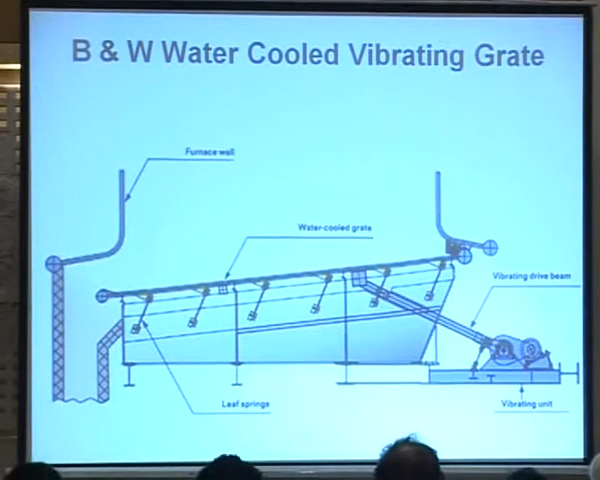 B & W Water Cooled Vibrating Grate
Furnace wall
Water-cooled grate
Vibrating drive beam
Leaf springs
Vibrating unit